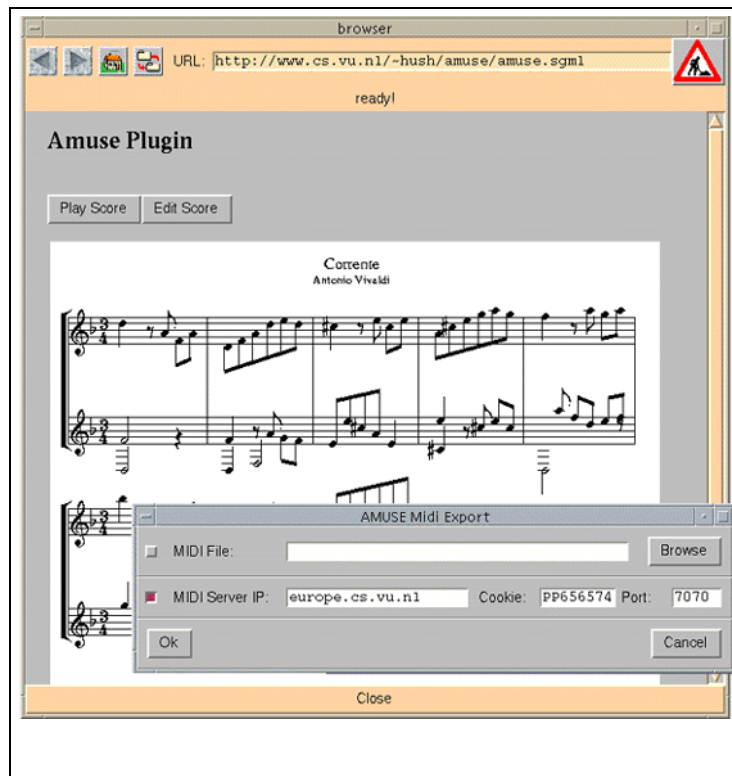 browser
URL: http://www.cs.vu.nl/~hush/amuse/amuse.sgml
ready!
Amuse Plugin
Play Score Edit Score
Corrente
Antonio Vivaldi
AMUSE Midi Export
MIDI File: Browse
MIDI Server IP: europe.cs.vu.nl Cookie: PP656574 Port: 7070
Ok Cancel
Close